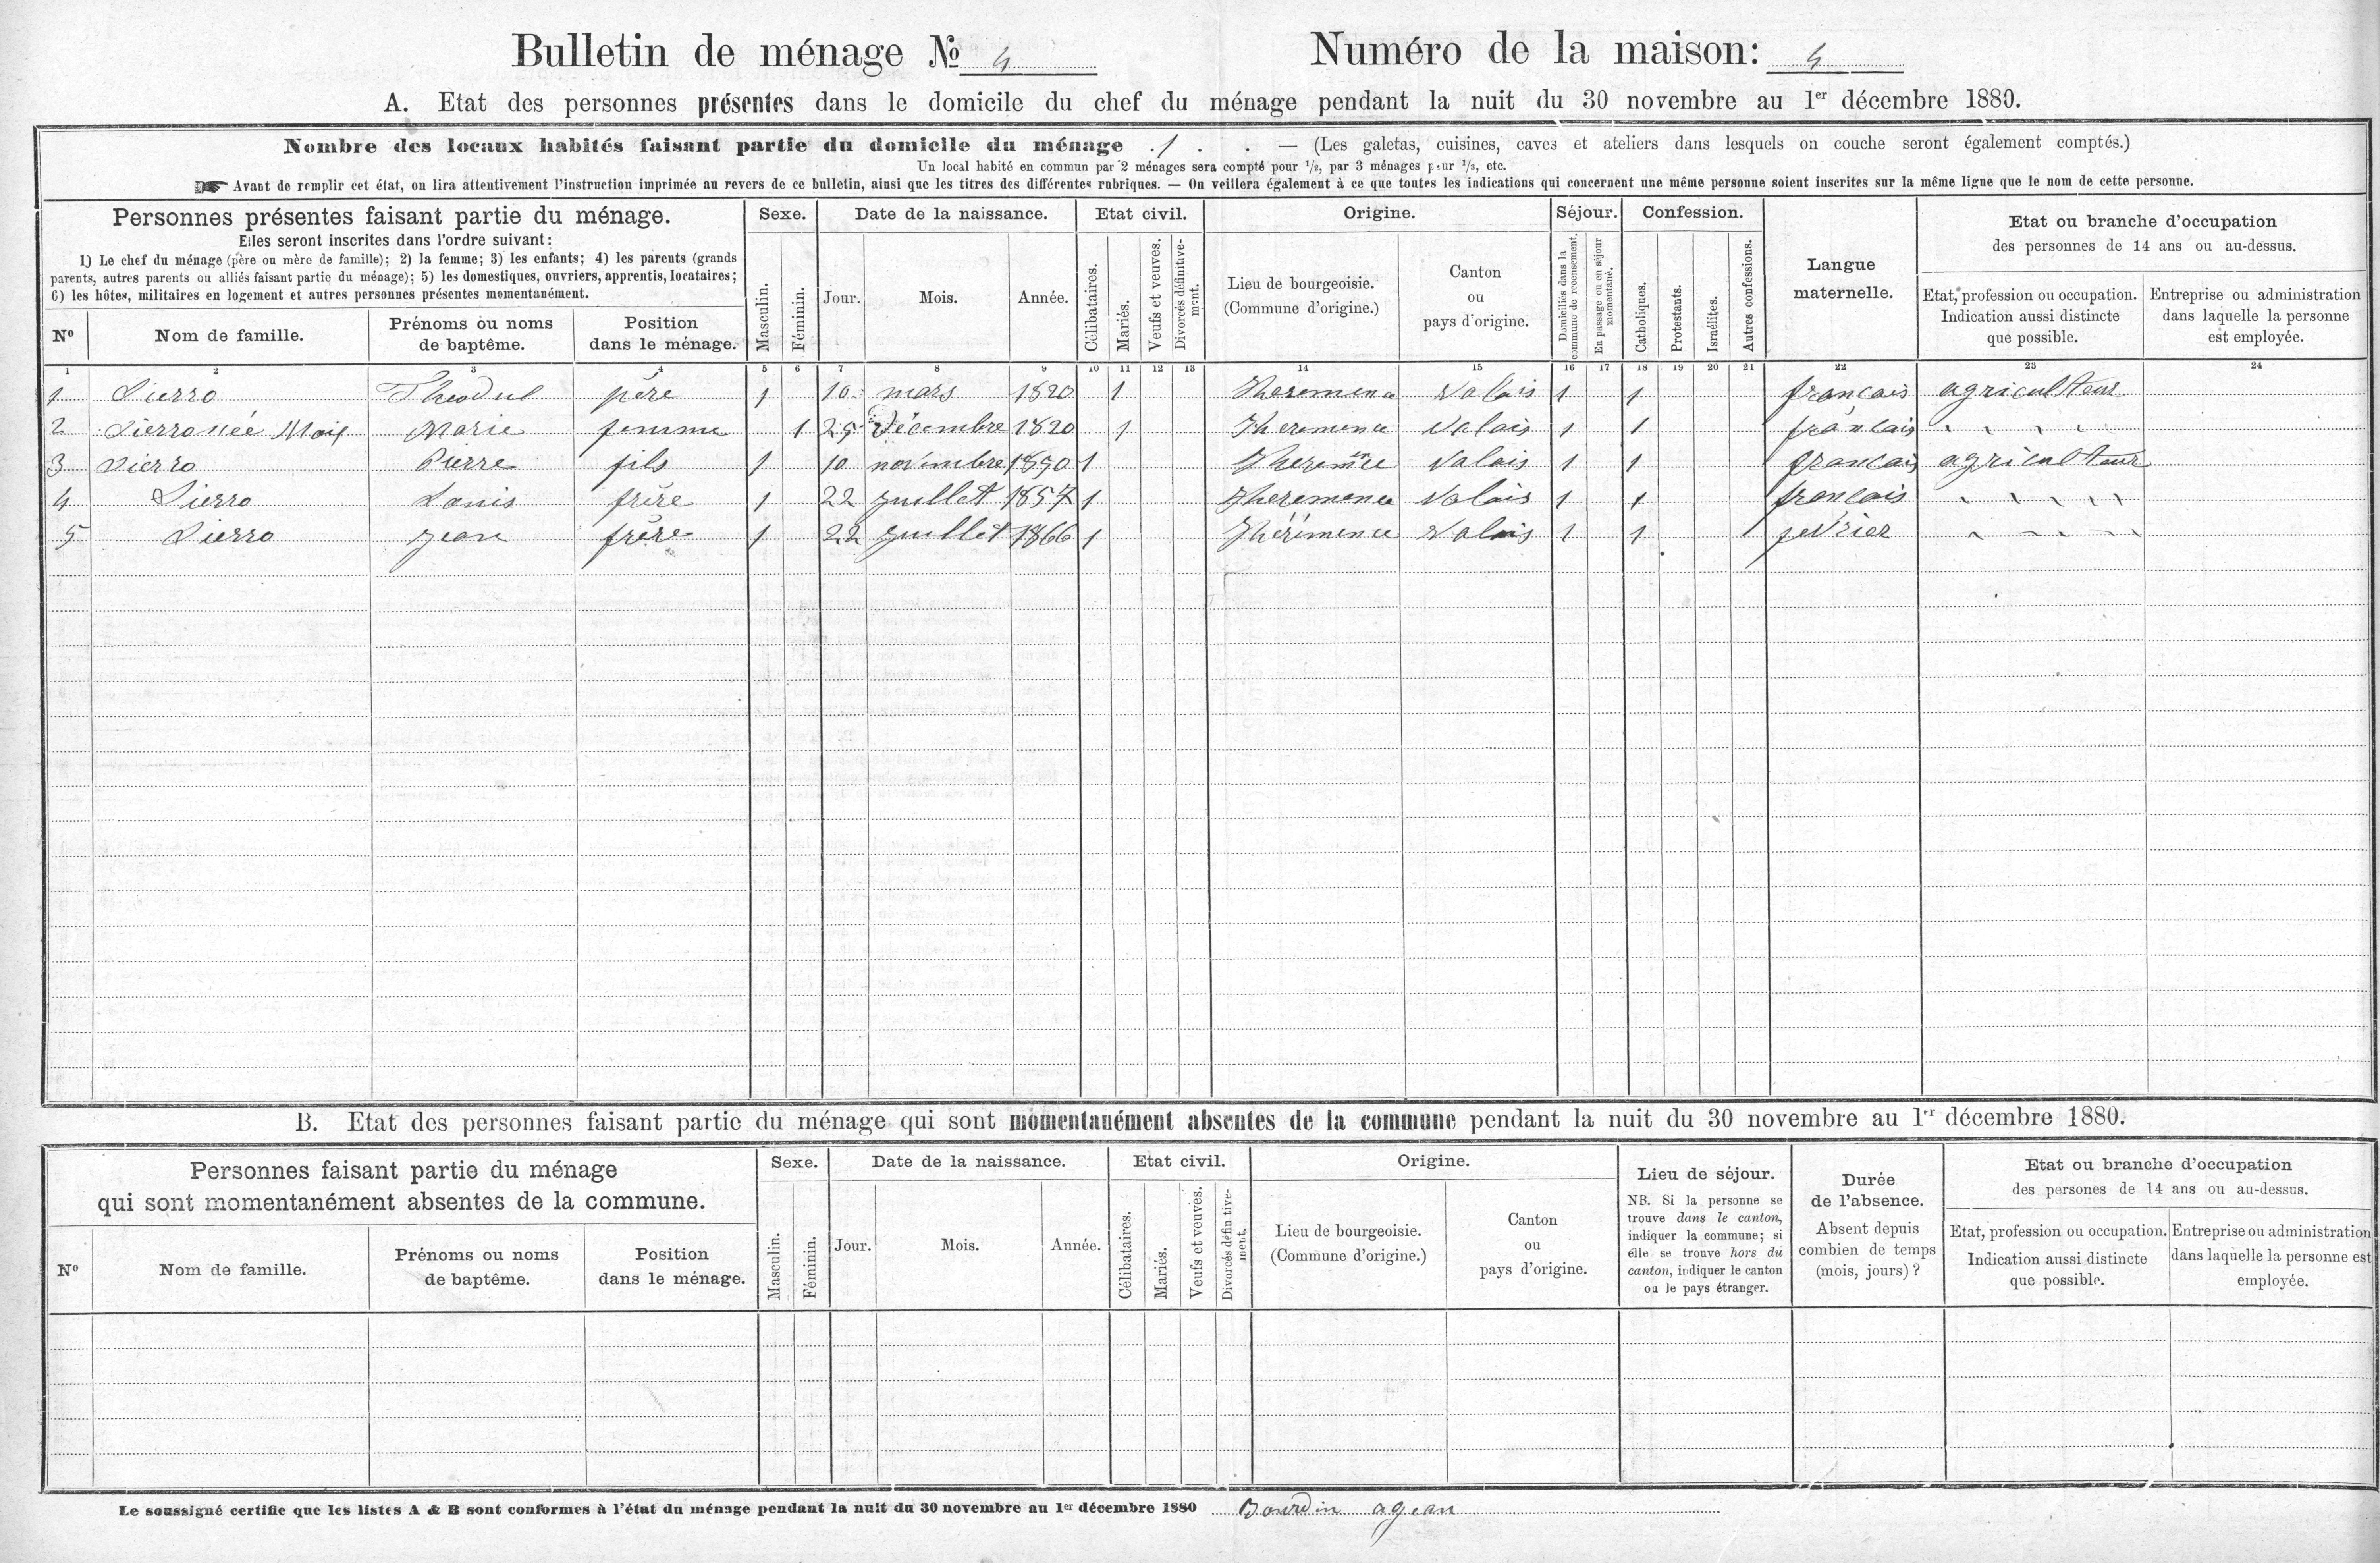 Bulletin de ménage № 4 Numéro de la maison: 4
A. Etat des personnes présentes dans le domicile du chef du ménage pendant la nuit du 30 novembre au 1er décembre 1880.
Nombre des locaux habités faisant partie du domicile du ménage . 1 . . — (Les galetas, cuisines, caves et ateliers dans lesquels on couche seront également comptés.)
Un local habité en commun par 2 ménages sera compté pour 1/2, par 3 ménages pour 1/3, etc.
☛ Avant de remplir cet état, on lira attentivement l'instruction imprimée au revers de ce bulletin, ainsi que les titres des différentes rubriques. — On veillera également à ce que toutes les indications qui concernent une même personne soient inscrites sur la même ligne que le nom de cette personne.
Personnes présentes faisant partie du ménage.
Elles seront inscrites dans l'ordre suivant:
1) Le chef du ménage (père ou mère de famille); 2) la femme; 3) les enfants; 4) les parents (grands
parents, autres parents ou alliés faisant partie du ménage); 5) les domestiques, ouvriers, apprentis, locataires;
6) les hôtes, militaires en logement et autres personnes présentes momentanément.
Nº
Nom de famille.
Prénoms ou noms
de baptême.
Position
dans le ménage.
Sexe.
Masculin.
Féminin.
Date de la naissance.
Jour.
Mois.
Année.
Etat civil.
Célibataires.
Mariés.
Veufs et veuves.
Divorcés définitive-
ment.
Origine.
Lieu de bourgeoisie.
(Commune d'origine.)
Canton
ou
pays d'origine.
Séjour.
Domiciliés dans la
commune de recensement.
En passage ou en séjour
momentané.
Confession.
Catholiques.
Protestants.
Israélites.
Autres confessions.
Langue
maternelle.
Etat ou branche d'occupation
des personnes de 14 ans ou au-dessus.
Etat, profession ou occupation.
Indication aussi distincte
que possible.
Entreprise ou administration
dans laquelle la personne
est employée.
1 2 3 4 5 6 7 8 9 10 11 12 13 14 15 16 17 18 19 20 21 22 23 24
1 Sierro Theodul père 1 10 mars 1820 1 Theremence Valais 1 1 français agriculteur
2 Sierro née Marie femme 1 25 décembre 1820 1 Theremence Valais 1 1 français " " " "
3 Sierro Pierre fils 1 10 novembre 1850 1 Theremce Valais 1 1 francais agriculteur
4 Sierro Louis frère 1 22 juillet 1857 1 Theremence Valais 1 1 francais " " " " "
5 Sierro jean frère 1 22 juillet 1866 1 Thérémence Valais 1 1 fevrier " " " "
B. Etat des personnes faisant partie du ménage qui sont momentanément absentes de la commune pendant la nuit du 30 novembre au 1er décembre 1880.
Personnes faisant partie du ménage
qui sont momentanément absentes de la commune.
Nº
Nom de famille.
Prénoms ou noms
de baptême.
Position
dans le ménage.
Sexe.
Masculin.
Féminin.
Date de la naissance.
Jour.
Mois.
Année.
Etat civil.
Célibataires.
Mariés.
Veufs et veuves.
Divorcés défin tive-
ment.
Origine.
Lieu de bourgeoisie.
(Commune d'origine.)
Canton
ou
pays d'origine.
Lieu de séjour.
NB. Si la personne se
trouve dans le canton,
indiquer la commune; si
elle se trouve hors du
canton, indiquer le canton
ou le pays étranger.
Durée
de l'absence.
Absent depuis
combien de temps
(mois, jours) ?
Etat ou branche d'occupation
des persones de 14 ans ou au-dessus.
Etat, profession ou occupation.
Indication aussi distincte
que possible.
Entreprise ou administration
dans laquelle la personne est
employée.
Le soussigné certifie que les listes A & B sont conformes à l'état du ménage pendant la nuit du 30 novembre au 1er décembre 1880 Bourdin agean